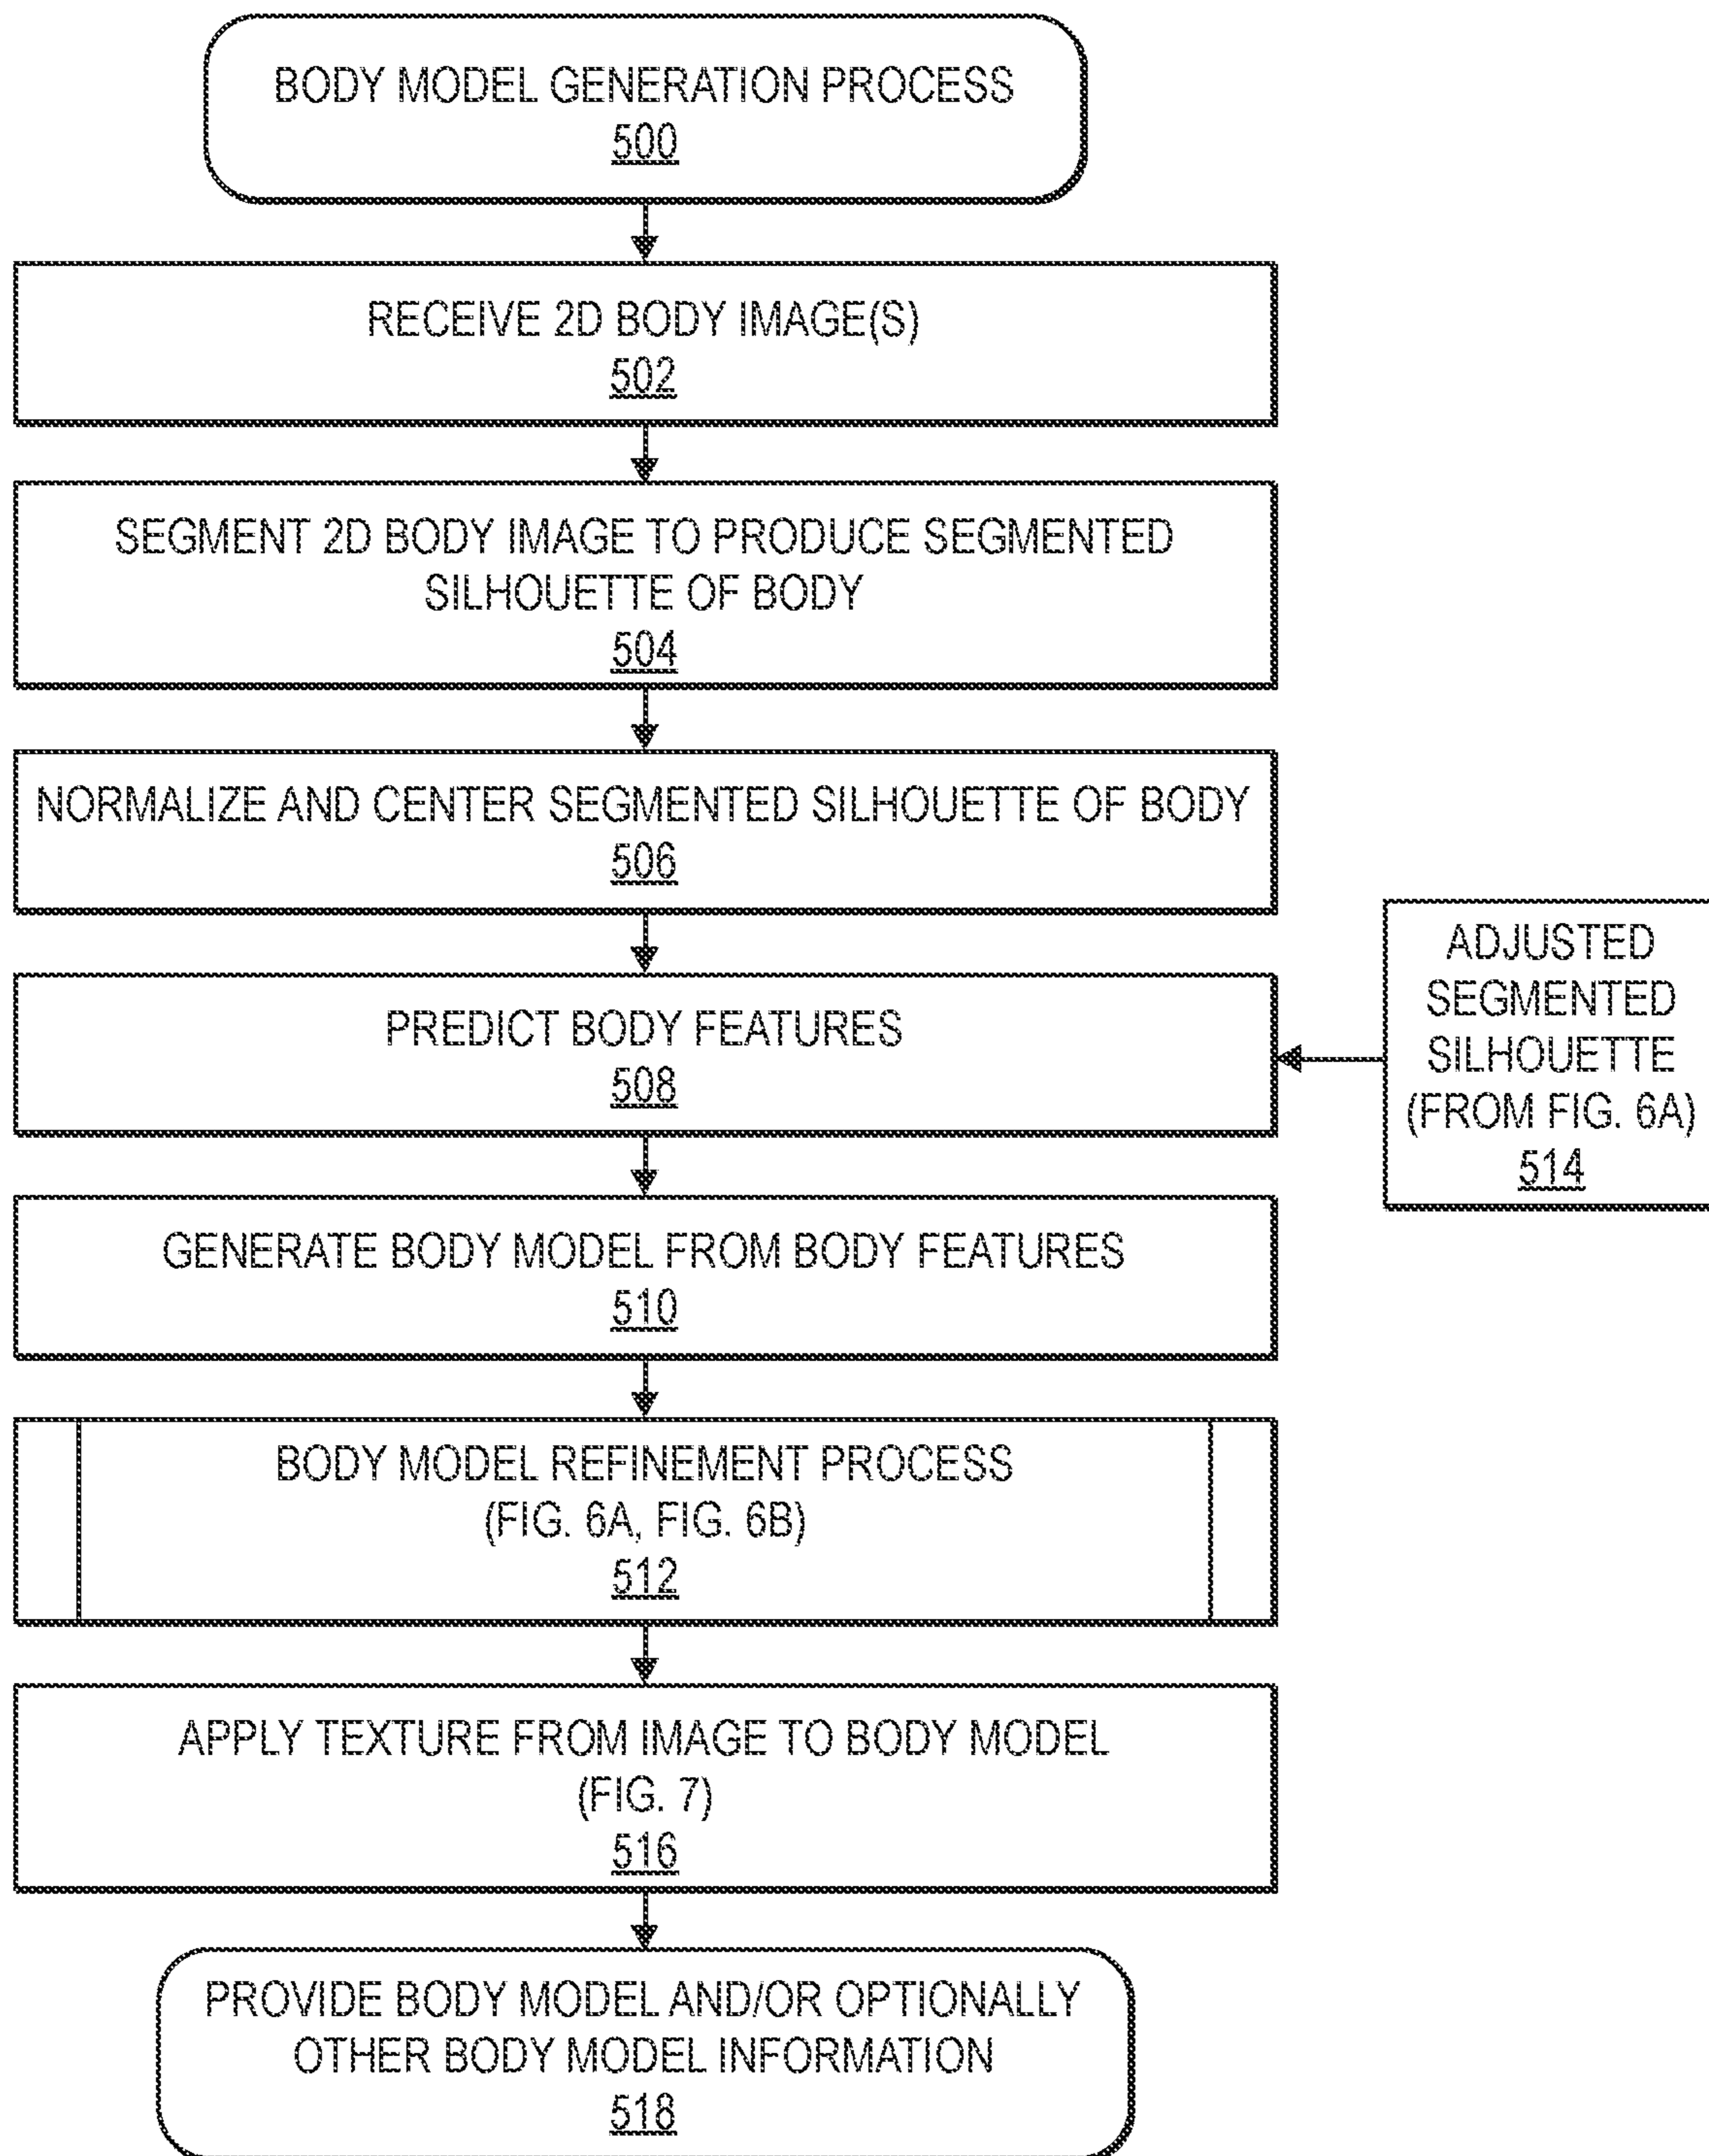 BODY MODEL GENERATION PROCESS
500
RECEIVE 2D BODY IMAGE(S)
502
SEGMENT 2D BODY IMAGE TO PRODUCE SEGMENTED
SILHOUETTE OF BODY
504
NORMALIZE AND CENTER SEGMENTED SILHOUETTE OF BODY
506
PREDICT BODY FEATURES
508
ADJUSTED
SEGMENTED
SILHOUETTE
(FROM FIG. 6A)
514
GENERATE BODY MODEL FROM BODY FEATURES
510
BODY MODEL REFINEMENT PROCESS
(FIG. 6A, FIG. 6B)
512
APPLY TEXTURE FROM IMAGE TO BODY MODEL
(FIG. 7)
516
PROVIDE BODY MODEL AND/OR OPTIONALLY
OTHER BODY MODEL INFORMATION
518